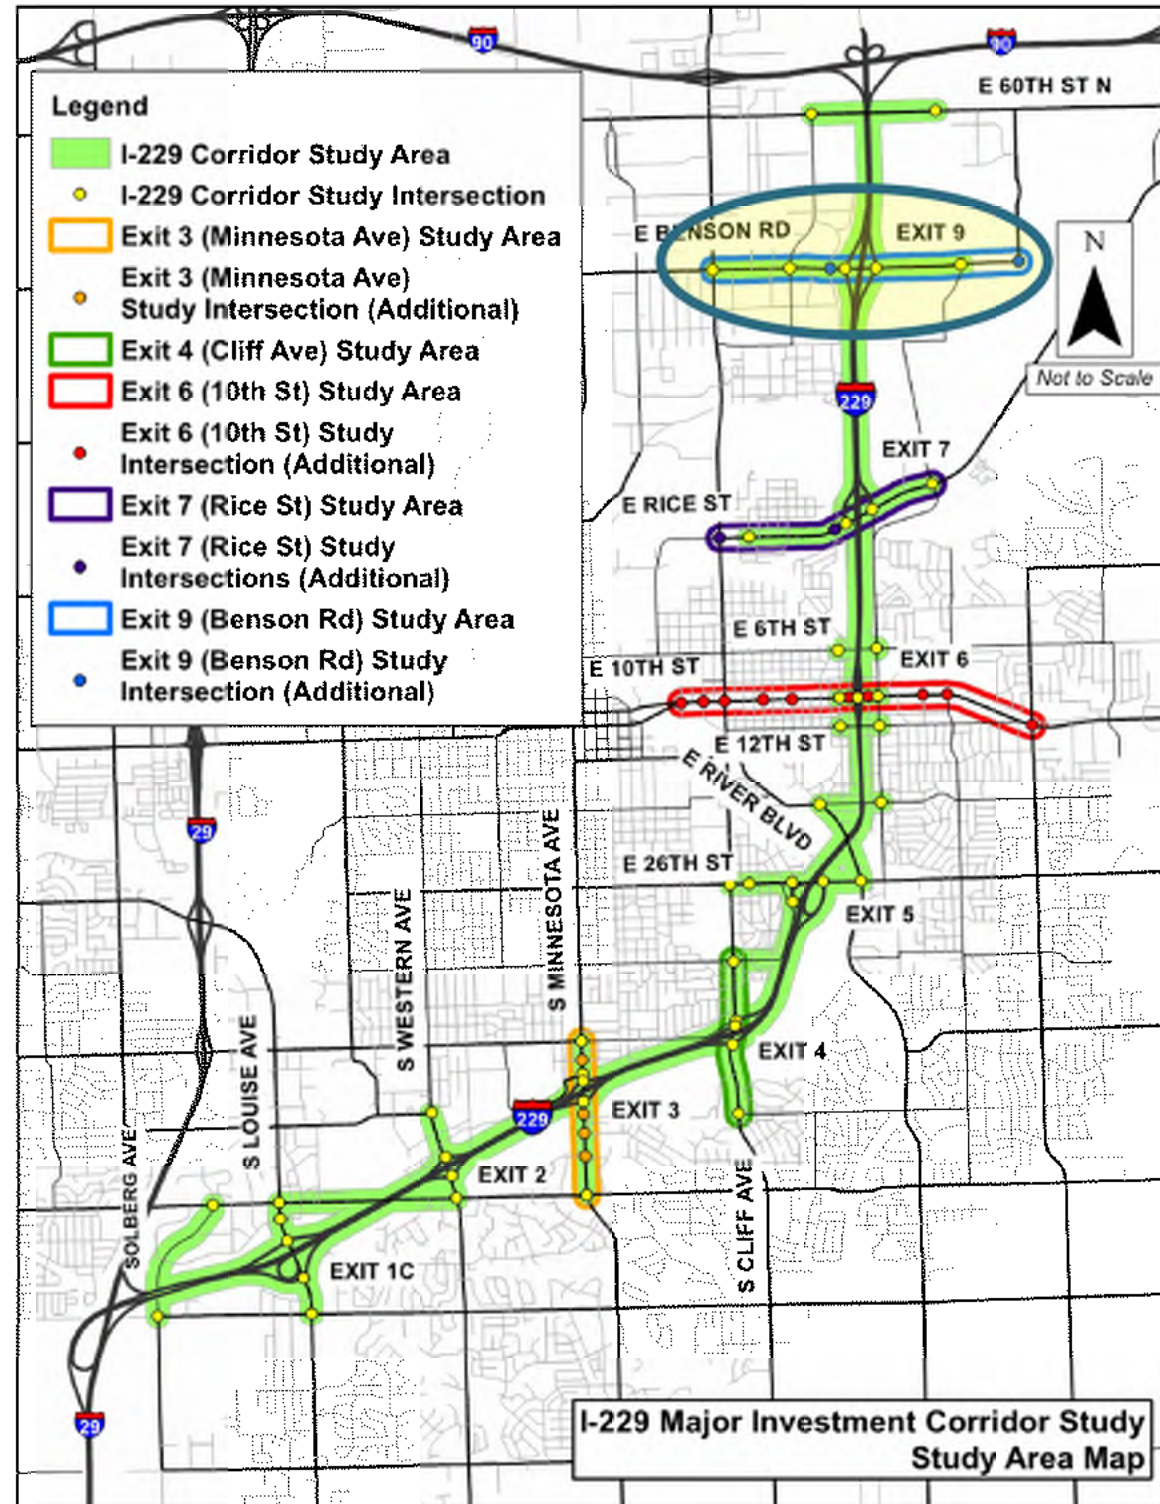 90
90
E 60TH ST N
Legend
I-229 Corridor Study Area
I-229 Corridor Study Intersection
Exit 3 (Minnesota Ave) Study Area
Exit 3 (Minnesota Ave)
Study Intersection (Additional)
Exit 4 (Cliff Ave) Study Area
Exit 6 (10th St) Study Area
Exit 6 (10th St) Study
Intersection (Additional)
Exit 7 (Rice St) Study Area
Exit 7 (Rice St) Study
Intersections (Additional)
Exit 9 (Benson Rd) Study Area
Exit 9 (Benson Rd) Study
Intersection (Additional)
E BENSON RD
EXIT 9
N
Not to Scale
229
EXIT 7
E RICE ST
E 6TH ST
EXIT 6
E 10TH ST
E 12TH ST
E RIVER BLVD
29
S MINNESOTA AVE
E 26TH ST
S WESTERN AVE
EXIT 5
S LOUISE AVE
EXIT 4
229
EXIT 3
SOLBERG AVE
EXIT 2
S CLIFF AVE
EXIT 1C
29
I-229 Major Investment Corridor Study
Study Area Map